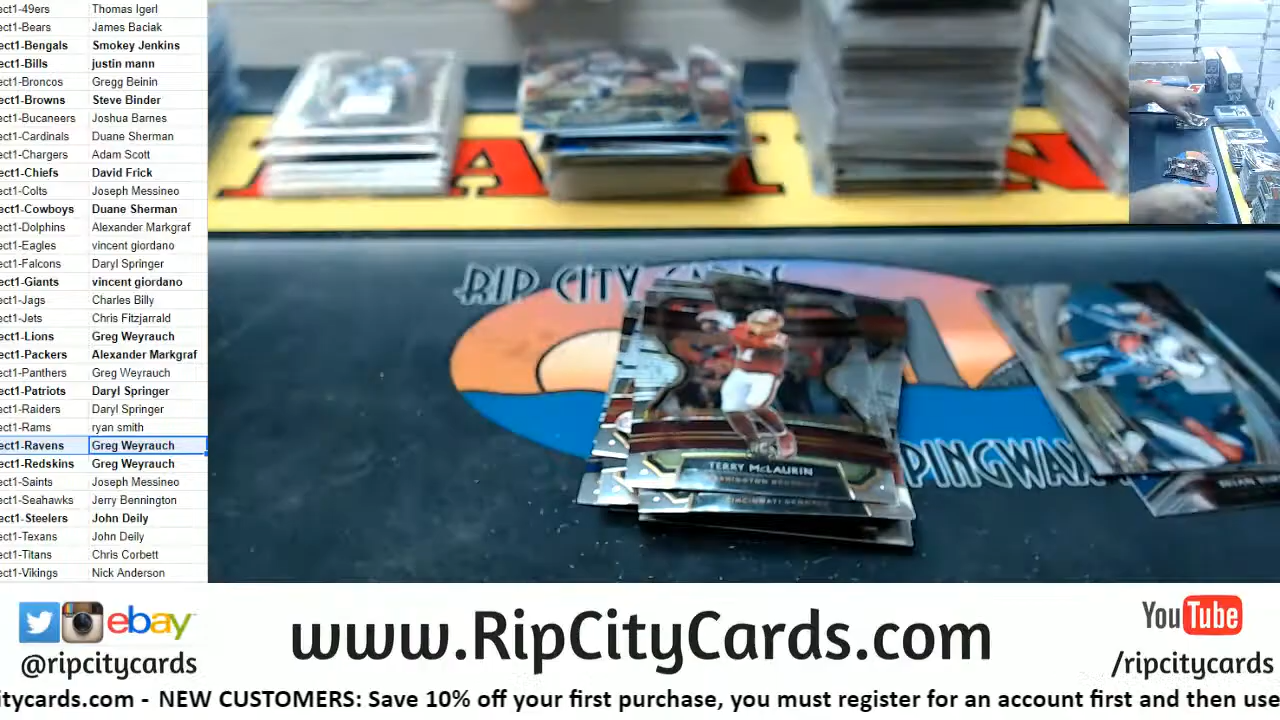 ect1-49ers Thomas Igerl
ect1-Bears James Baciak
ect1-Bengals Smokey Jenkins
ect1-Bills justin mann
ect1-Broncos Gregg Beinin
ect1-Browns Steve Binder
ect1-Bucaneers Joshua Barnes
ect1-Cardinals Duane Sherman
ect1-Chargers Adam Scott
ect1-Chiefs David Frick
ect1-Colts Joseph Messineo
ect1-Cowboys Duane Sherman
ect1-Dolphins Alexander Markgraf
ect1-Eagles vincent giordano
ect1-Falcons Daryl Springer
ect1-Giants vincent giordano
ect1-Jags Charles Billy
ect1-Jets Chris Fitzjarrald
ect1-Lions Greg Weyrauch
ect1-Packers Alexander Markgraf
ect1-Panthers Greg Weyrauch
ect1-Patriots Daryl Springer
ect1-Raiders Daryl Springer
ect1-Rams ryan smith
ect1-Ravens Greg Weyrauch
ect1-Redskins Greg Weyrauch
ect1-Saints Joseph Messineo
ect1-Seahawks Jerry Bennington
ect1-Steelers John Deily
ect1-Texans John Deily
ect1-Titans Chris Corbett
ect1-Vikings Nick Anderson
RIP CITY CARDS
PINGWAX
TERRY McLAURIN
CINCINNATI BENGALS
BRIAN
ebay
@ripcitycards
www.RipCityCards.com
YouTube
/ripcitycards
citycards.com - NEW CUSTOMERS: Save 10% off your first purchase, you must register for an account first and then use